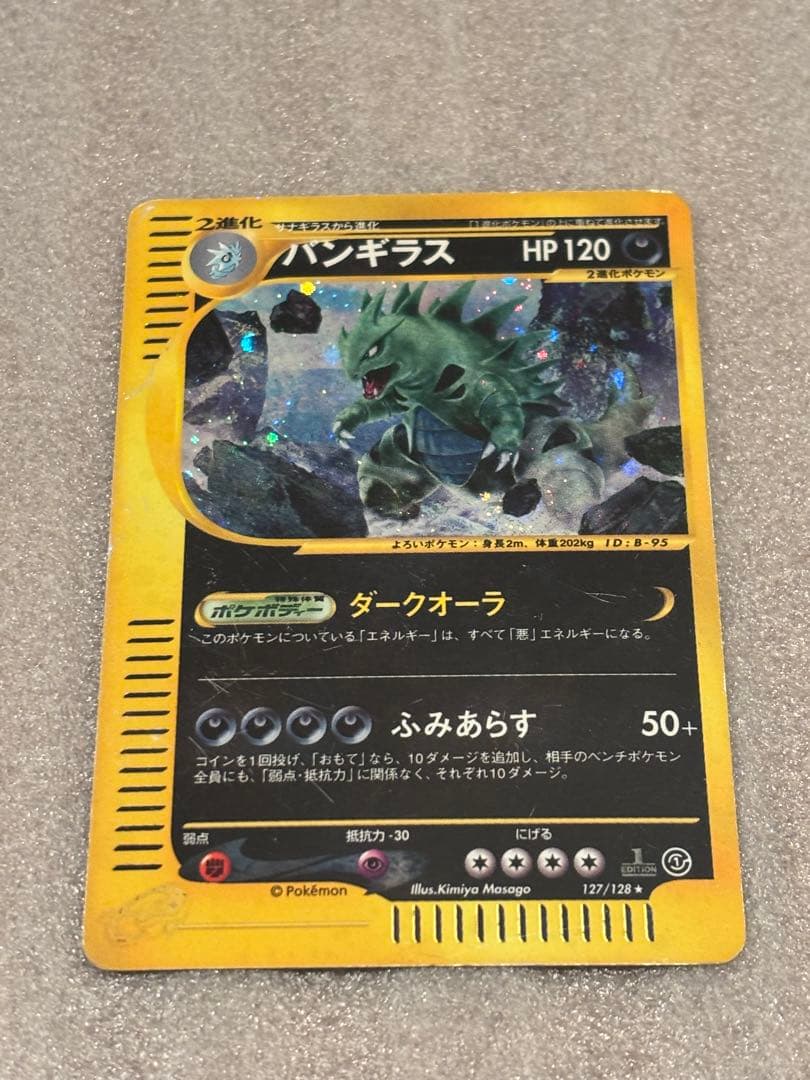 2進化 サナギラスから進化 「1進化ポケモン」の上に重ねて進化させます
バンギラス HP120
2進化ポケモン
よろいポケモン：身長2m、体重202kg ID：B-95
特殊体質
ポケボディー ダークオーラ
このポケモンについている「エネルギー」は、すべて「悪」エネルギーになる。
ふみあらす 50+
コインを1回投げ、「おもて」なら、10ダメージを追加し、相手のベンチポケモン
全員にも、「弱点・抵抗力」に関係なく、それぞれ10ダメージ。
弱点 抵抗力-30 にげる
1 EDITION
©Pokémon Illus.Kimiya Masago 127/128★